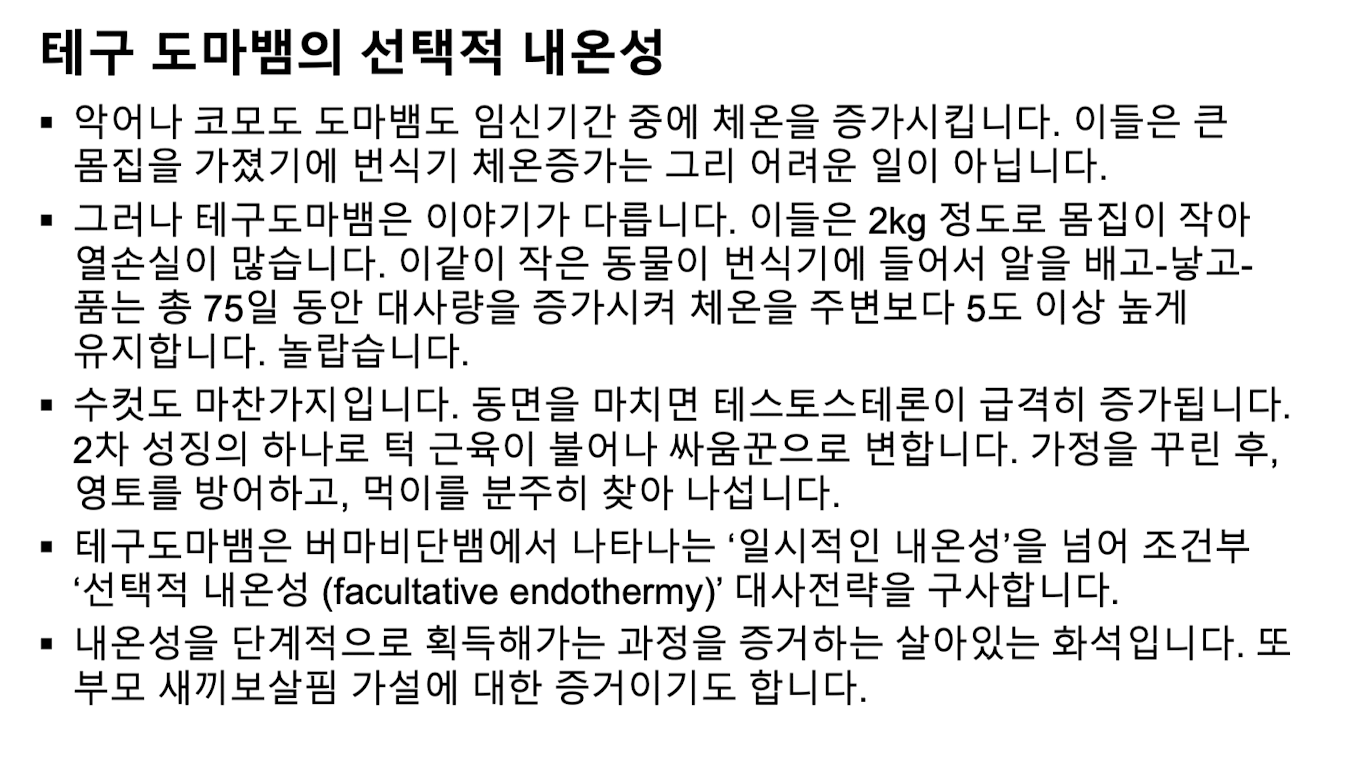 테구 도마뱀의 선택적 내온성
▪ 악어나 코모도 도마뱀도 임신기간 중에 체온을 증가시킵니다. 이들은 큰
몸집을 가졌기에 번식기 체온증가는 그리 어려운 일이 아닙니다.
▪ 그러나 테구도마뱀은 이야기가 다릅니다. 이들은 2kg 정도로 몸집이 작아
열손실이 많습니다. 이같이 작은 동물이 번식기에 들어서 알을 배고-낳고-
품는 총 75일 동안 대사량을 증가시켜 체온을 주변보다 5도 이상 높게
유지합니다. 놀랍습니다.
▪ 수컷도 마찬가지입니다. 동면을 마치면 테스토스테론이 급격히 증가됩니다.
2차 성징의 하나로 턱 근육이 불어나 싸움꾼으로 변합니다. 가정을 꾸린 후,
영토를 방어하고, 먹이를 분주히 찾아 나섭니다.
▪ 테구도마뱀은 버마비단뱀에서 나타나는 ‘일시적인 내온성’을 넘어 조건부
‘선택적 내온성 (facultative endothermy)’ 대사전략을 구사합니다.
▪ 내온성을 단계적으로 획득해가는 과정을 증거하는 살아있는 화석입니다. 또
부모 새끼보살핌 가설에 대한 증거이기도 합니다.